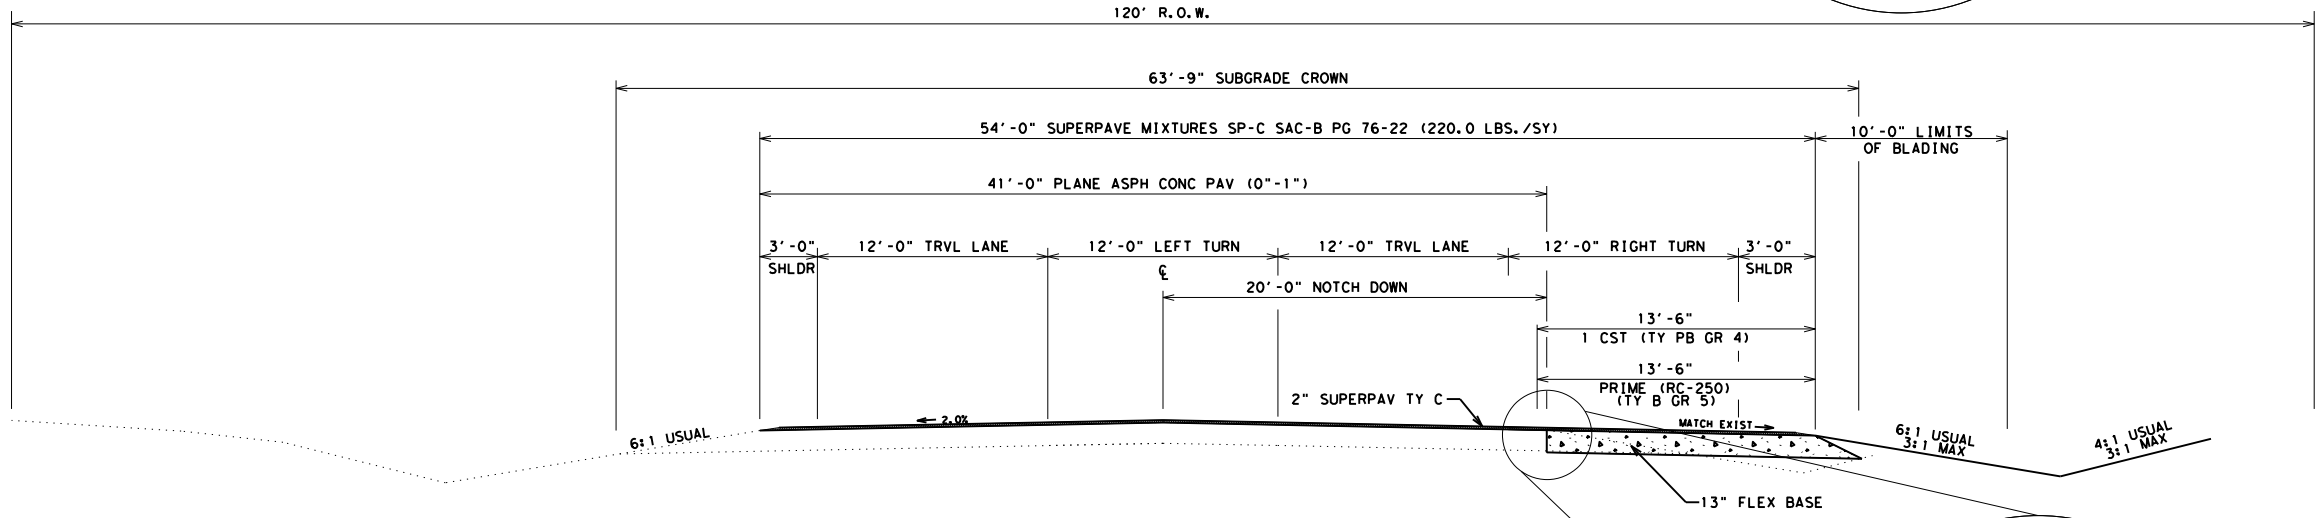 120' R.O.W.
63'-9" SUBGRADE CROWN
54'-0" SUPERPAVE MIXTURES SP-C SAC-B PG 76-22 (220.0 LBS./SY)
10'-0" LIMITS
OF BLADING
41'-0" PLANE ASPH CONC PAV (0"-1")
3'-0"
SHLDR
12'-0" TRVL LANE
12'-0" LEFT TURN
12'-0" TRVL LANE
12'-0" RIGHT TURN
3'-0"
SHLDR
℄
20'-0" NOTCH DOWN
13'-6"
1 CST (TY PB GR 4)
13'-6"
PRIME (RC-250)
(TY B GR 5)
2" SUPERPAV TY C
2.0%
MATCH EXIST
6:1 USUAL
6:1 USUAL
3:1 MAX
4:1 USUAL
3:1 MAX
13" FLEX BASE